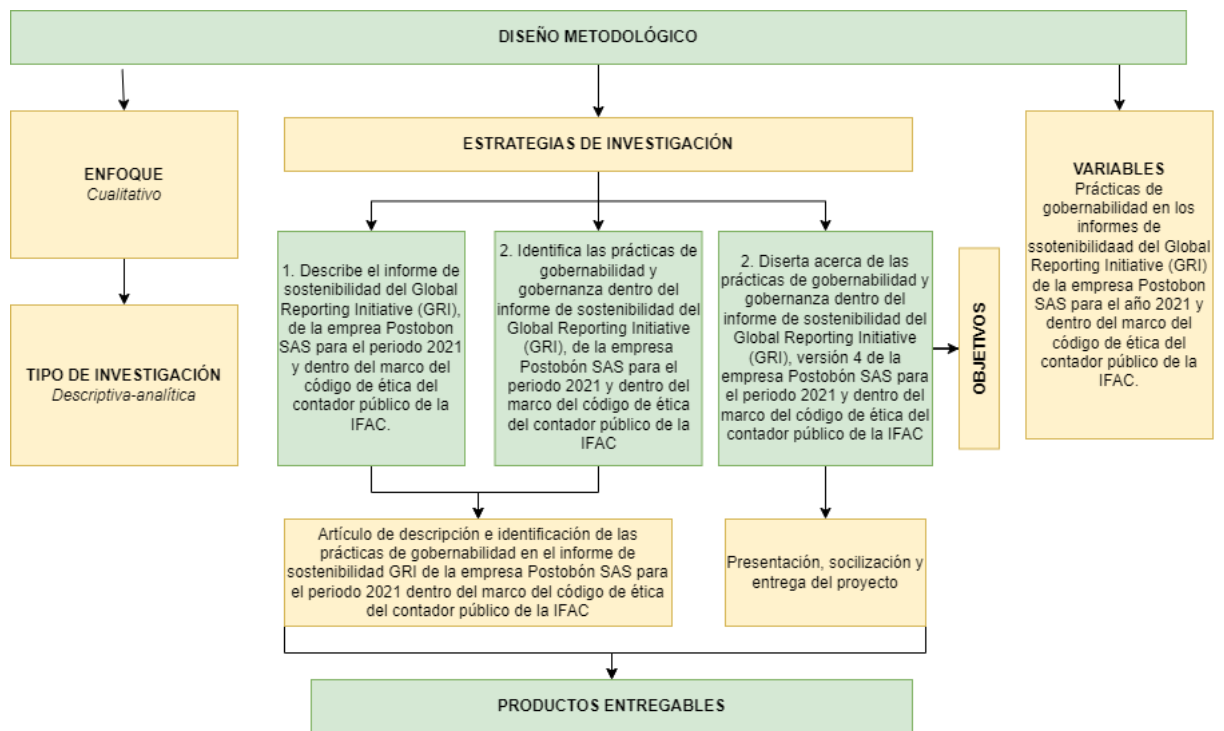 DISEÑO METODOLÓGICO
ENFOQUE
Cualitativo
TIPO DE INVESTIGACIÓN
Descriptiva-analítica
ESTRATEGIAS DE INVESTIGACIÓN
1. Describe el informe de
sostenibilidad del Global
Reporting Initiative (GRI),
de la emprea Postobon
SAS para el periodo 2021
y dentro del marco del
código de ética del
contador público de la
IFAC.
2. Identifica las prácticas de
gobernabilidad y
gobernanza dentro del
informe de sostenibilidad del
Global Reporting Initiative
(GRI), de la empresa
Postobón SAS para el
periodo 2021 y dentro del
marco del código de ética
del contador público de la
IFAC
2. Diserta acerca de las
prácticas de gobernabilidad y
gobernanza dentro del
informe de sostenibilidad del
Global Reporting Initiative
(GRI), versión 4 de la
empresa Postobón SAS para
el periodo 2021 y dentro del
marco del código de ética del
contador público de la IFAC
OBJETIVOS
VARIABLES
Prácticas de
gobernabilidad en los
informes de
ssotenibilidaad del Global
Reporting Initiative (GRI)
de la empresa Postobon
SAS para el año 2021 y
dentro del marco del
código de ética del
contador público de la
IFAC.
Artículo de descripción e identificación de las
prácticas de gobernabilidad en el informe de
sostenibilidad GRI de la empresa Postobón SAS para
el periodo 2021 dentro del marco del código de ética
del contador público de la IFAC
Presentación, socilización y
entrega del proyecto
PRODUCTOS ENTREGABLES